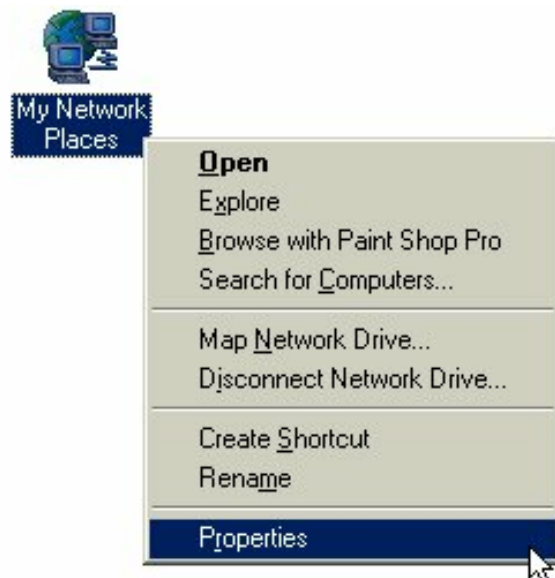 My Network
Places
Open
Explore
Browse with Paint Shop Pro
Search for Computers...
Map Network Drive...
Disconnect Network Drive...
Create Shortcut
Rename
Properties